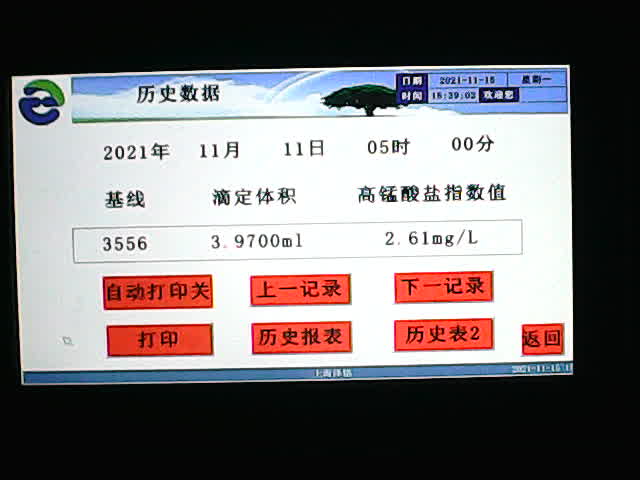 历史数据
日期 2021-11-15 星期一
时间 15:39:02 欢迎您
2021年 11月 11日 05时 00分
基线 滴定体积 高锰酸盐指数值
3556 3.9700ml 2.61mg/L
自动打印关 上一记录 下一记录
打印 历史报表 历史表2 返回
2021-11-15